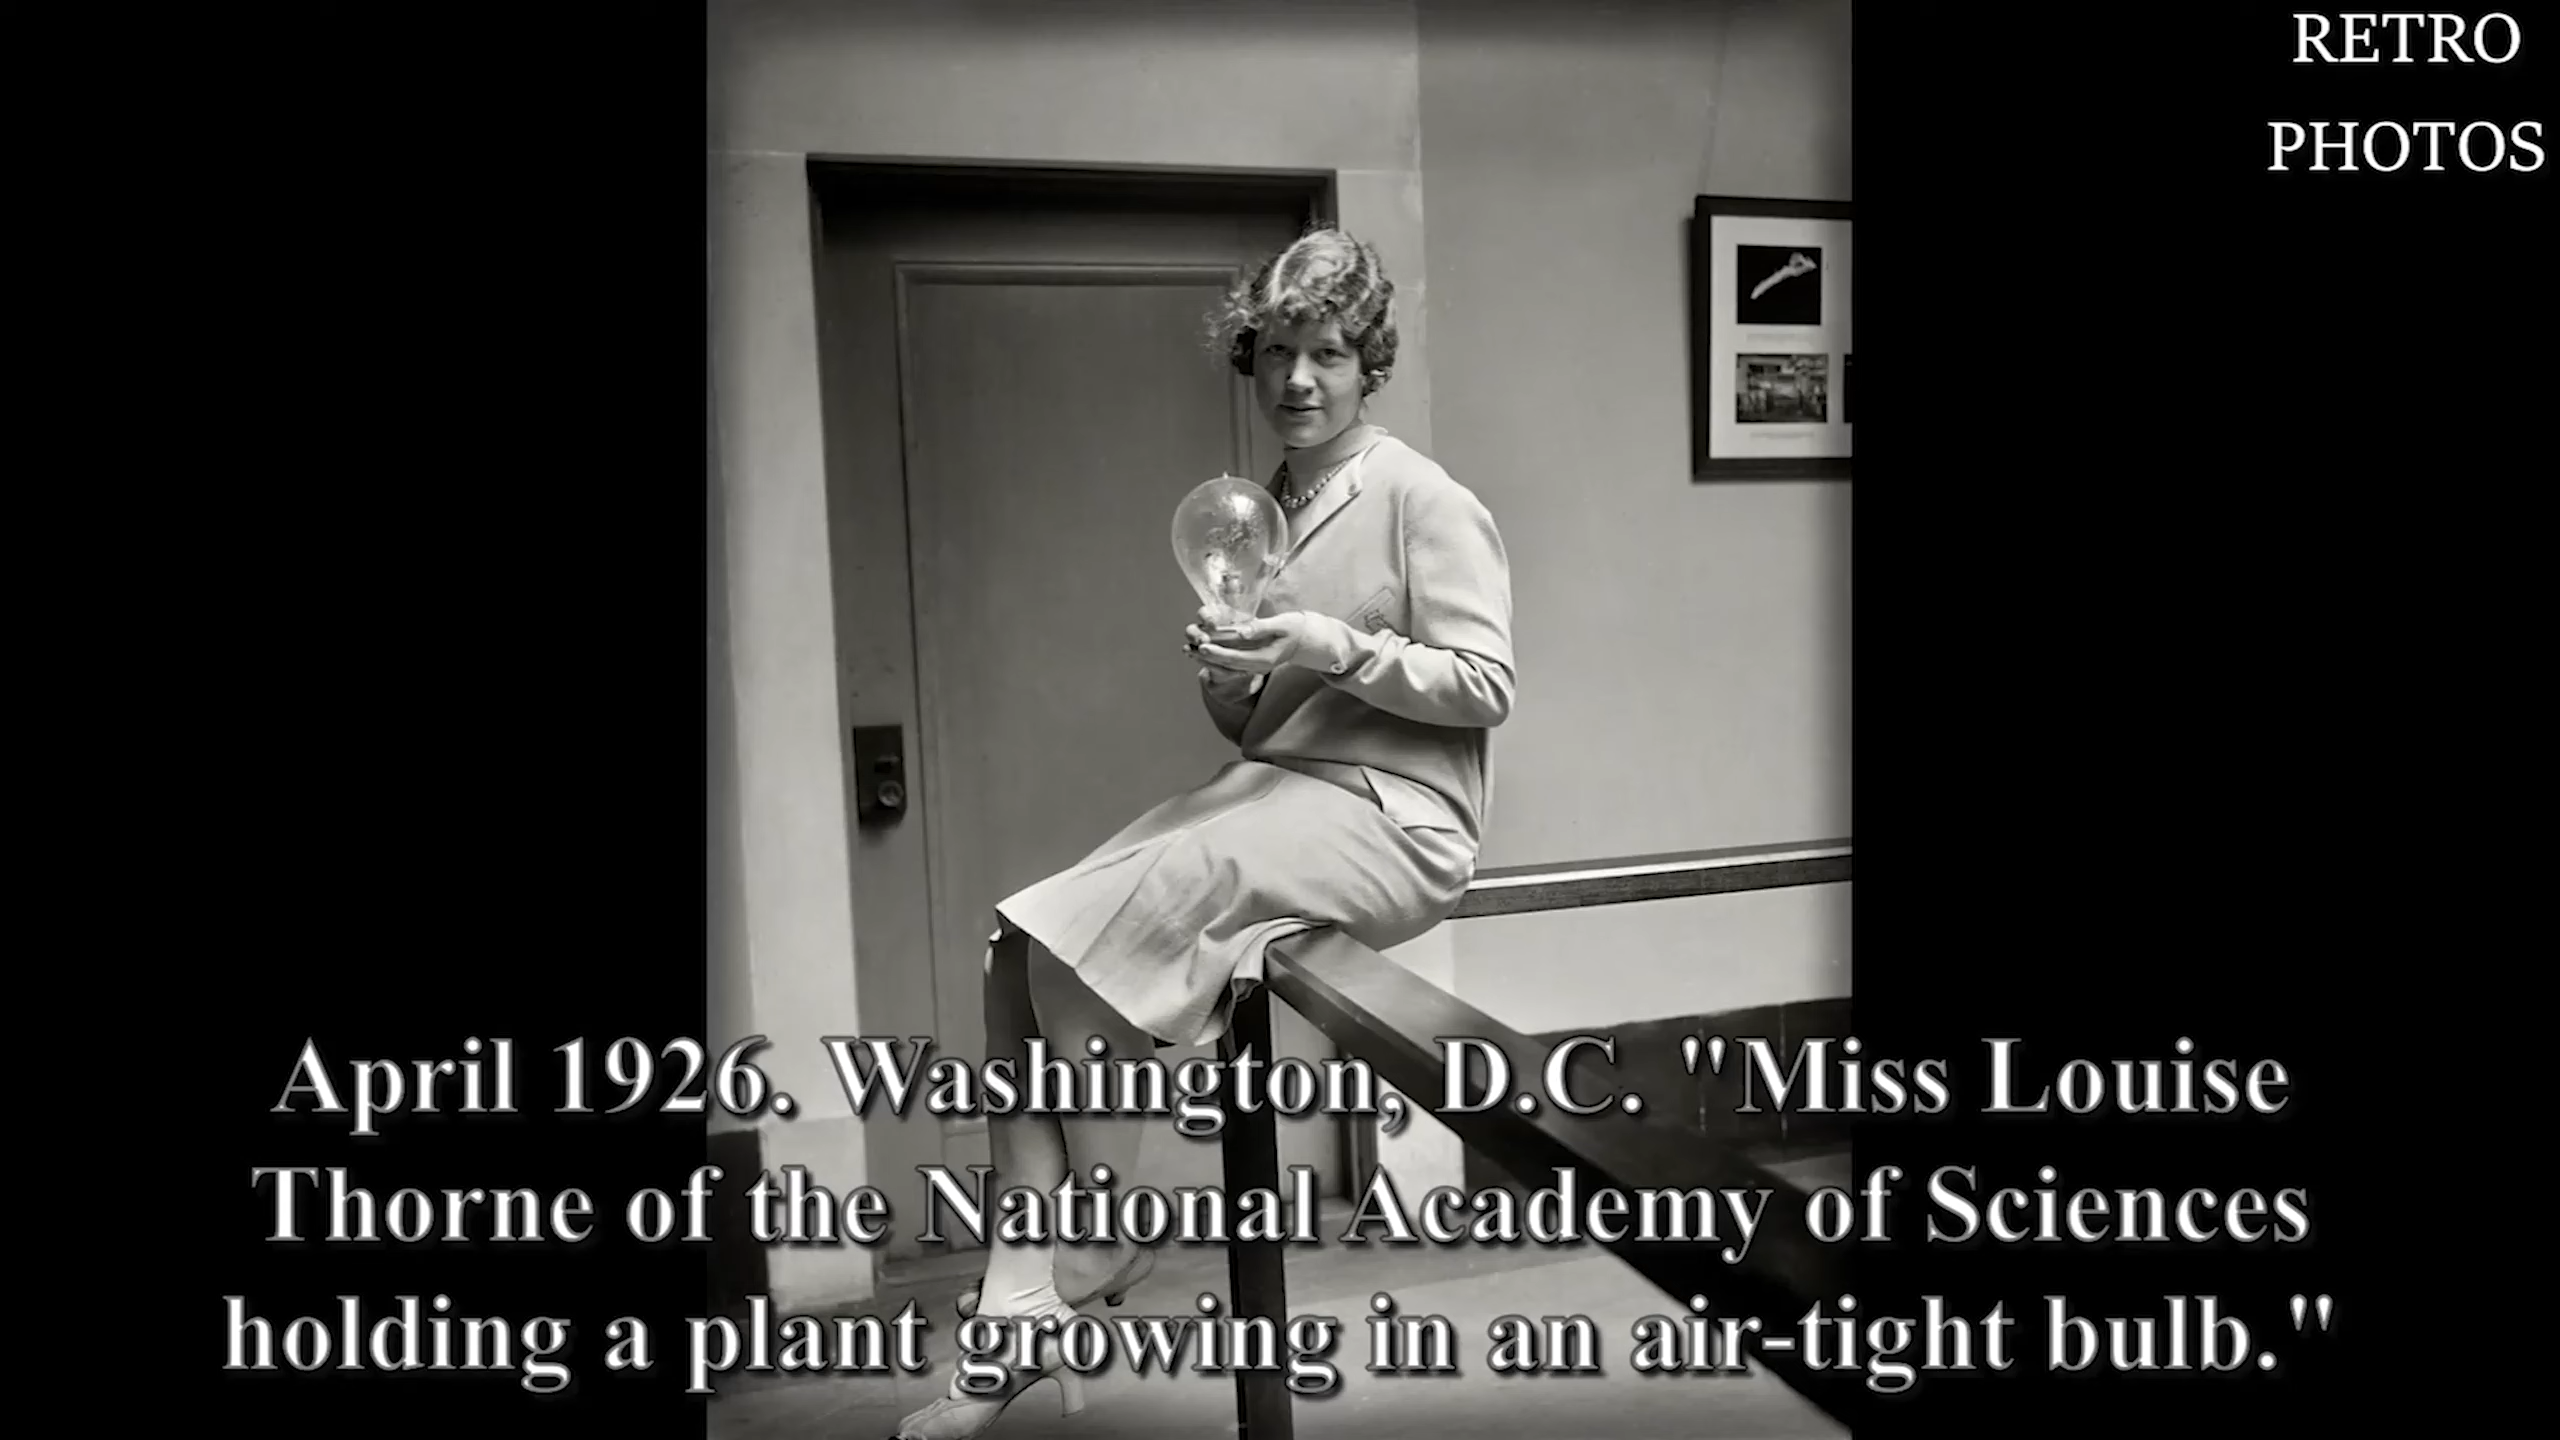 RETRO
PHOTOS
April 1926. Washington, D.C. "Miss Louise
Thorne of the National Academy of Sciences
holding a plant growing in an air-tight bulb."